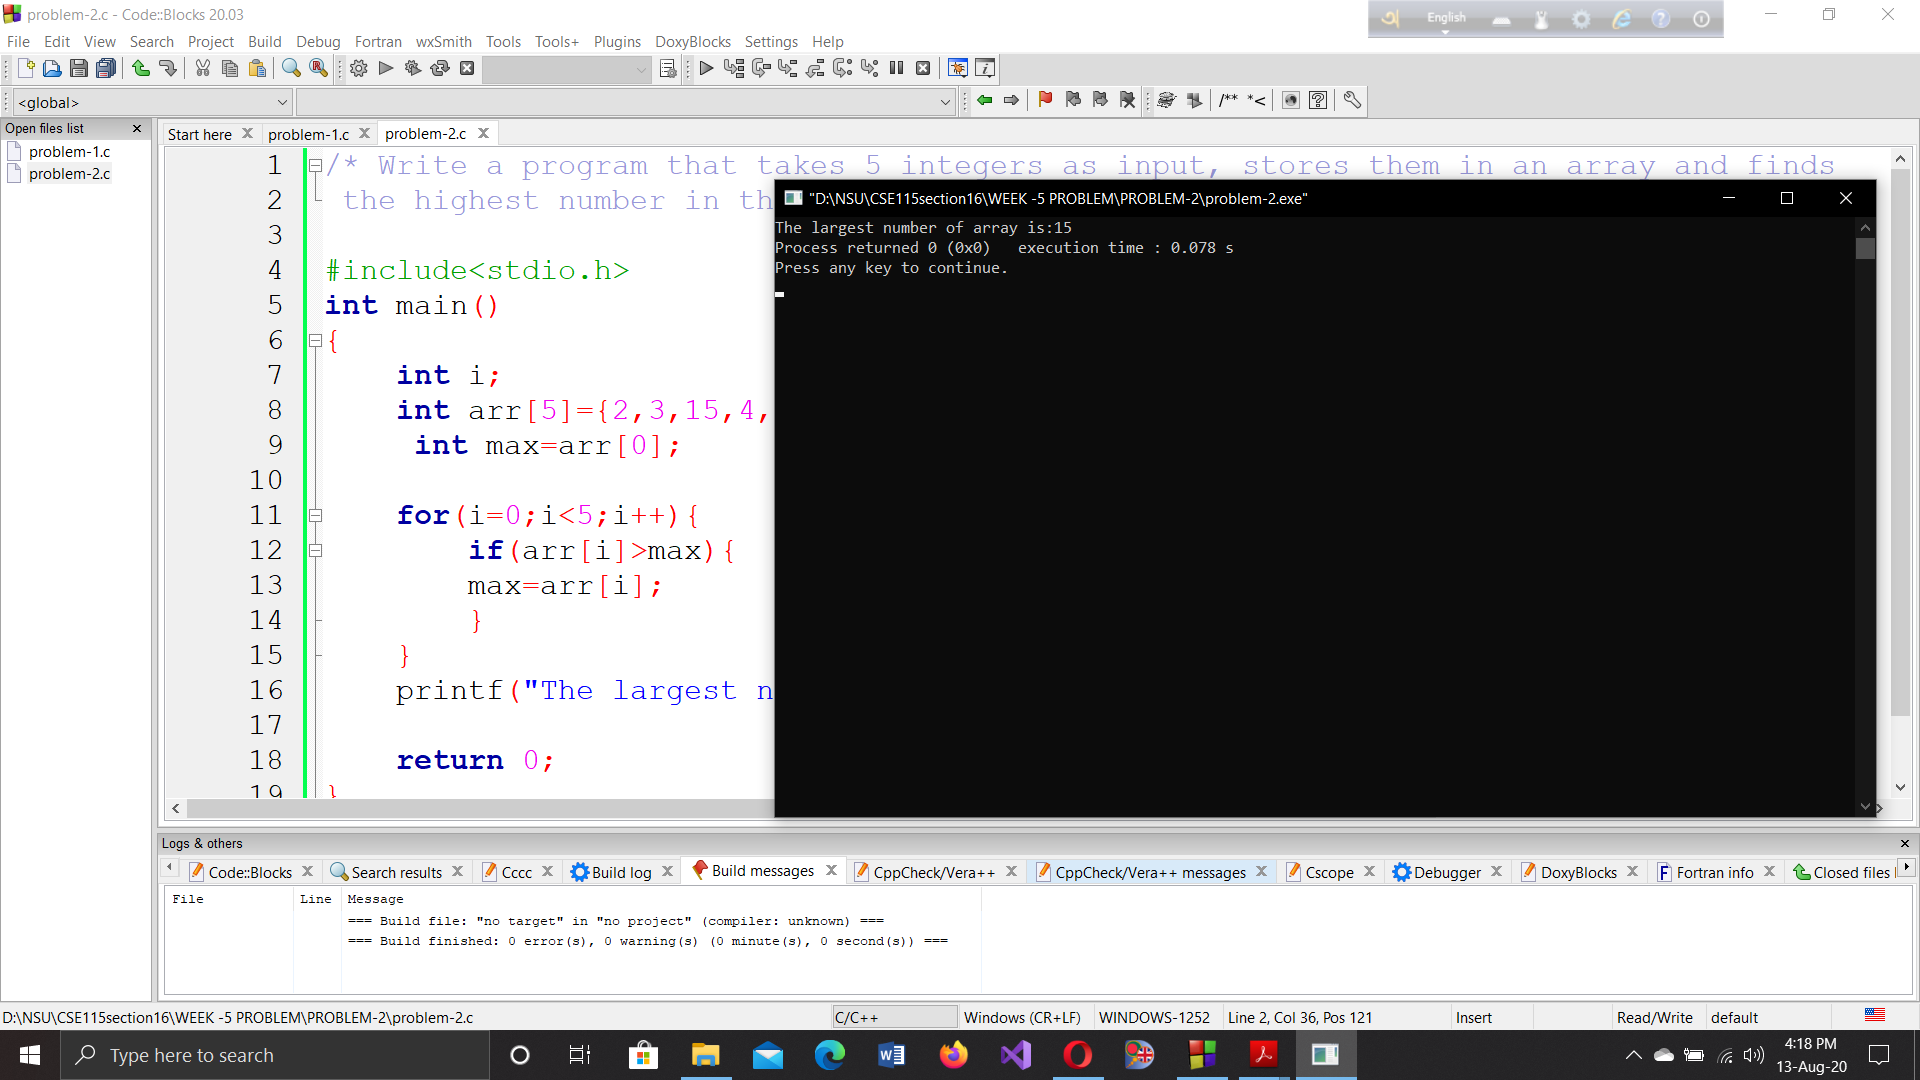 problem-2.c - Code::Blocks 20.03
English
File Edit View Search Project Build Debug Fortran wxSmith Tools Tools+ Plugins DoxyBlocks Settings Help
<global>
/** *<
Open files list
problem-1.c
problem-2.c
Start here problem-1.c problem-2.c
1 /* Write a program that takes 5 integers as input, stores them in an array and finds
2 the highest number in th
3
4 #include<stdio.h>
5 int main()
6 {
7 int i;
8 int arr[5]={2,3,15,4,
9 int max=arr[0];
10
11 for(i=0;i<5;i++){
12 if(arr[i]>max){
13 max=arr[i];
14 }
15 }
16 printf("The largest n
17
18 return 0;
19 }
"D:\NSU\CSE115section16\WEEK -5 PROBLEM\PROBLEM-2\problem-2.exe"
The largest number of array is:15
Process returned 0 (0x0) execution time : 0.078 s
Press any key to continue.
Logs & others
Code::Blocks Search results Cccc Build log Build messages CppCheck/Vera++ CppCheck/Vera++ messages Cscope Debugger DoxyBlocks Fortran info Closed files l
File Line Message
=== Build file: "no target" in "no project" (compiler: unknown) ===
=== Build finished: 0 error(s), 0 warning(s) (0 minute(s), 0 second(s)) ===
D:\NSU\CSE115section16\WEEK -5 PROBLEM\PROBLEM-2\problem-2.c C/C++ Windows (CR+LF) WINDOWS-1252 Line 2, Col 36, Pos 121 Insert Read/Write default
Type here to search
4:18 PM
13-Aug-20